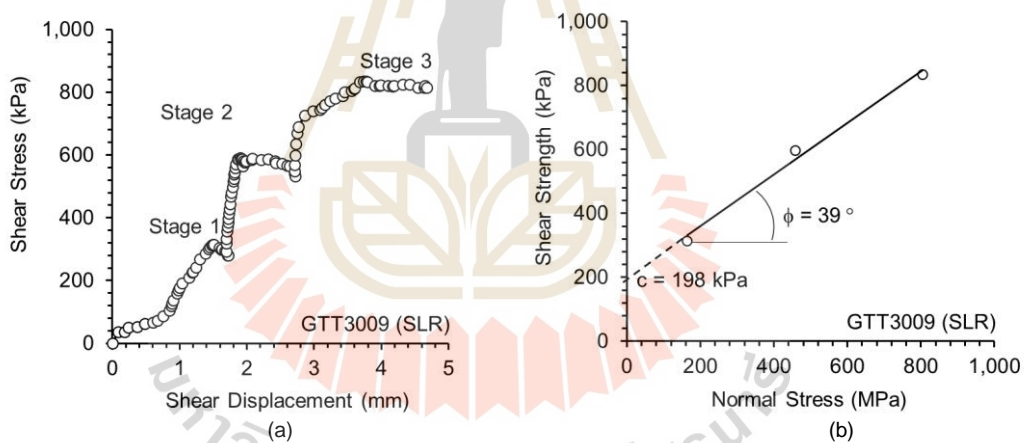 1,000
800
600
400
200
0
Shear Stress (kPa)
Stage 1
Stage 2
Stage 3
GTT3009 (SLR)
0 1 2 3 4 5
Shear Displacement (mm)
(a)
1,000
800
600
400
200
0
Shear Strength (kPa)
ϕ = 39 °
c = 198 kPa
GTT3009 (SLR)
0 200 400 600 800 1,000
Normal Stress (MPa)
(b)